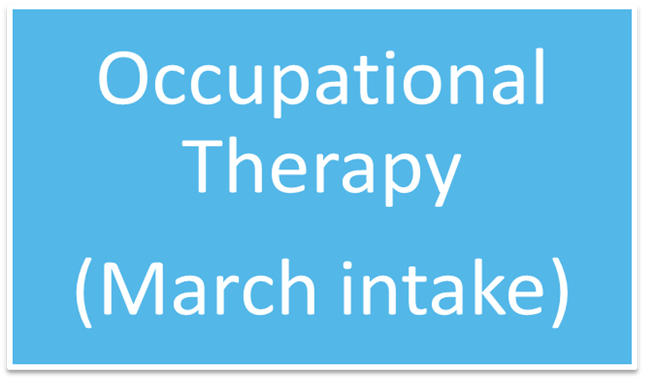 Occupational
Therapy
(March intake)